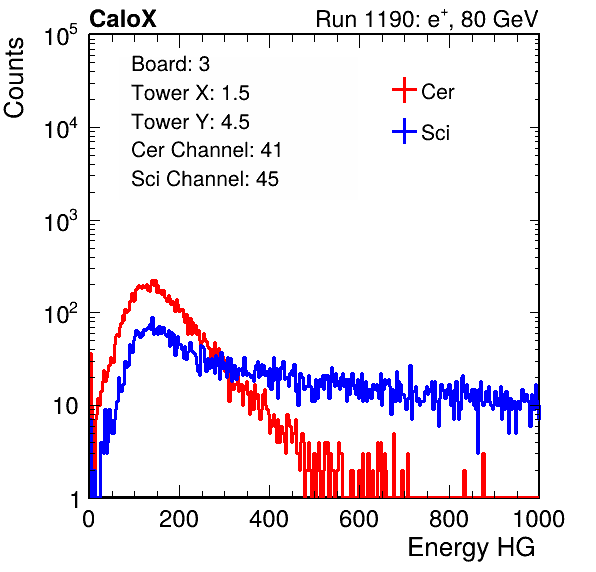 CaloX
Run 1190: e⁺, 80 GeV
Counts
10⁵
10⁴
10³
10²
10
1
Board: 3
Tower X: 1.5
Tower Y: 4.5
Cer Channel: 41
Sci Channel: 45
Cer
Sci
0 200 400 600 800 1000
Energy HG